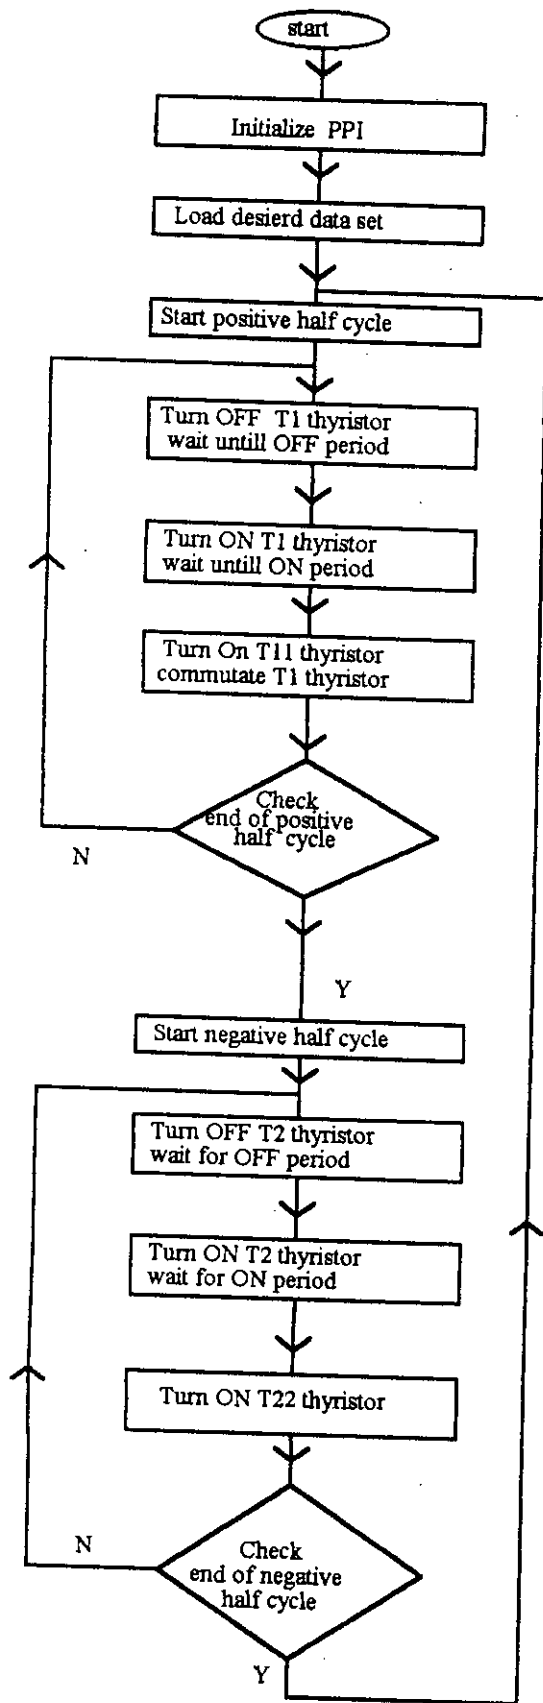 start
Initialize PPI
Load desierd data set
Start positive half cycle
Turn OFF T1 thyristor
wait untill OFF period
Turn ON T1 thyristor
wait untill ON period
Turn On T11 thyristor
commutate T1 thyristor
Check
end of positive
half cycle
N
Y
Start negative half cycle
Turn OFF T2 thyristor
wait for OFF period
Turn ON T2 thyristor
wait for ON period
Turn ON T22 thyristor
N
Check
end of negative
half cycle
Y